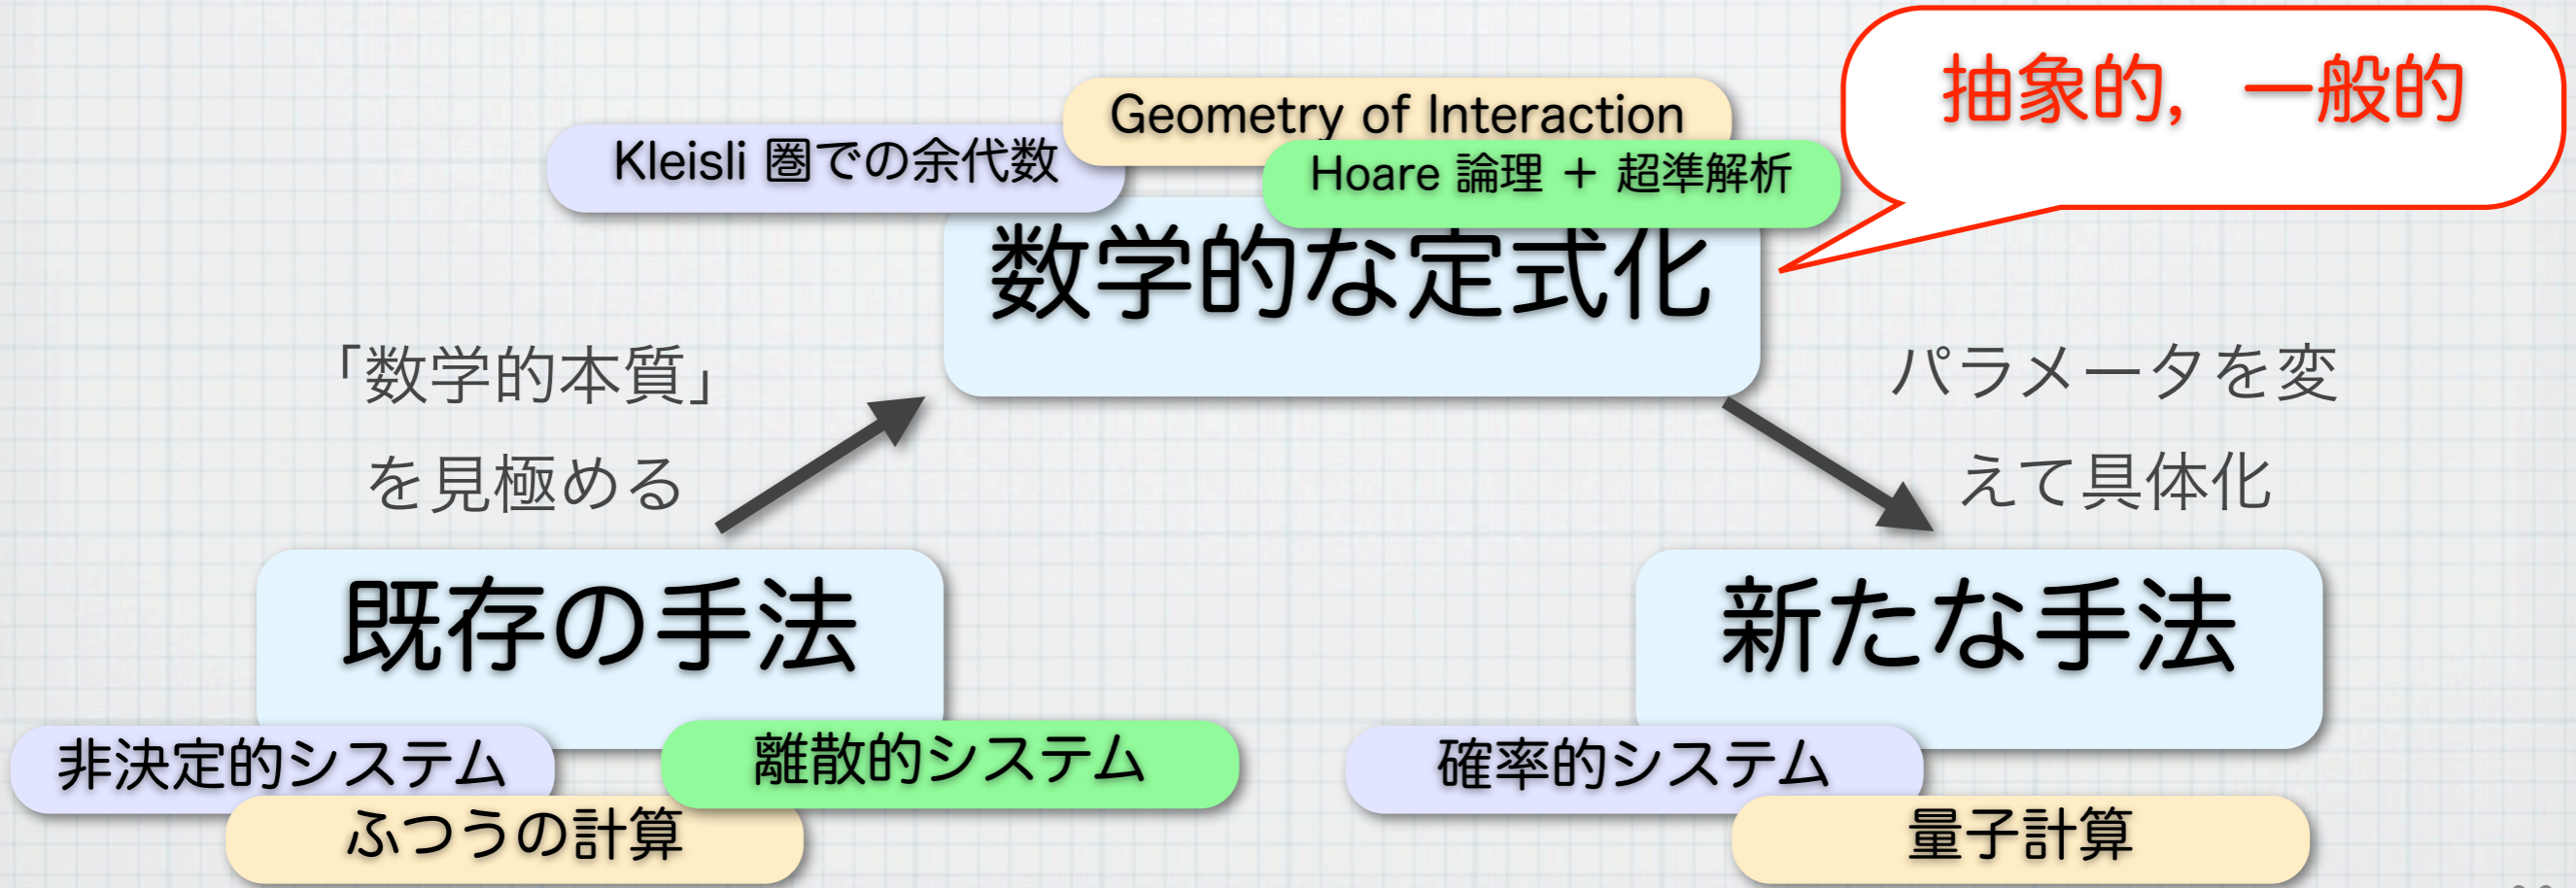 抽象的, 一般的
Geometry of Interaction
Kleisli 圏での余代数
Hoare 論理 + 超準解析
数学的な定式化
「数学的本質」
を見極める
パラメータを変
えて具体化
既存の手法
新たな手法
非決定的システム
離散的システム
ふつうの計算
確率的システム
量子計算